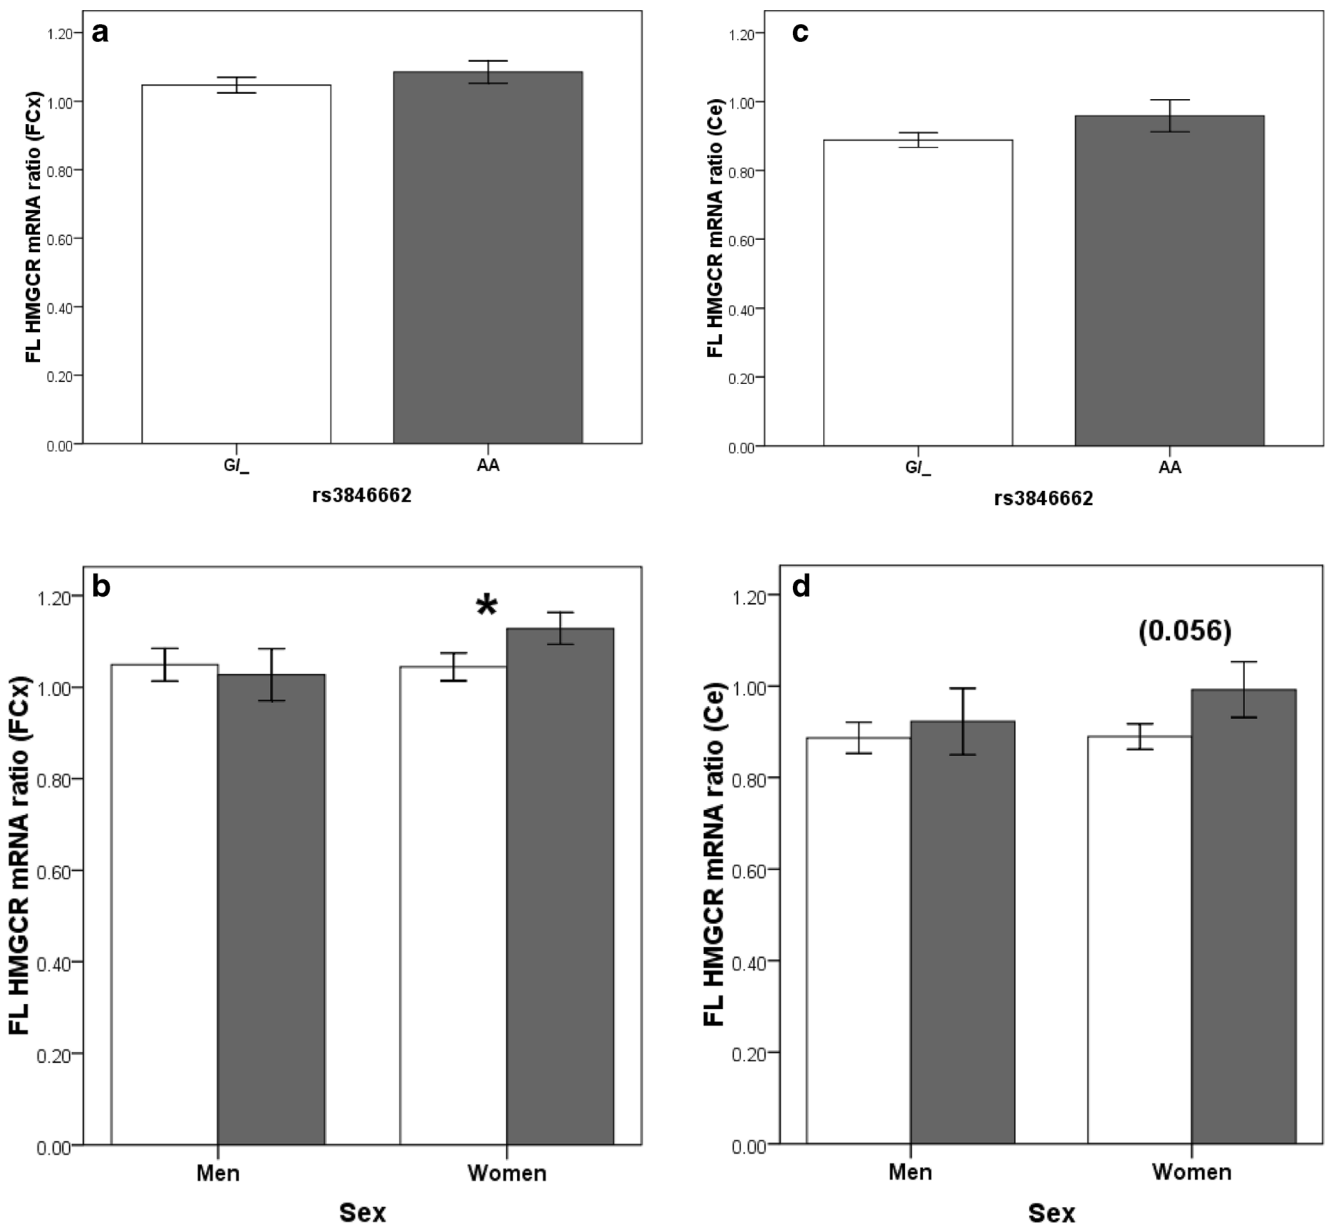 a
FL HMGCR mRNA ratio (FCx)
1.20
1.00
0.80
0.60
0.40
0.20
0.00
G/_ AA
rs3846662
c
FL HMGCR mRNA ratio (Ce)
1.20
1.00
0.80
0.60
0.40
0.20
0.00
G/_ AA
rs3846662
b
FL HMGCR mRNA ratio (FCx)
1.20
1.00
0.80
0.60
0.40
0.20
0.00
*
Men Women
Sex
d
FL HMGCR mRNA ratio (Ce)
1.20
1.00
0.80
0.60
0.40
0.20
0.00
(0.056)
Men Women
Sex